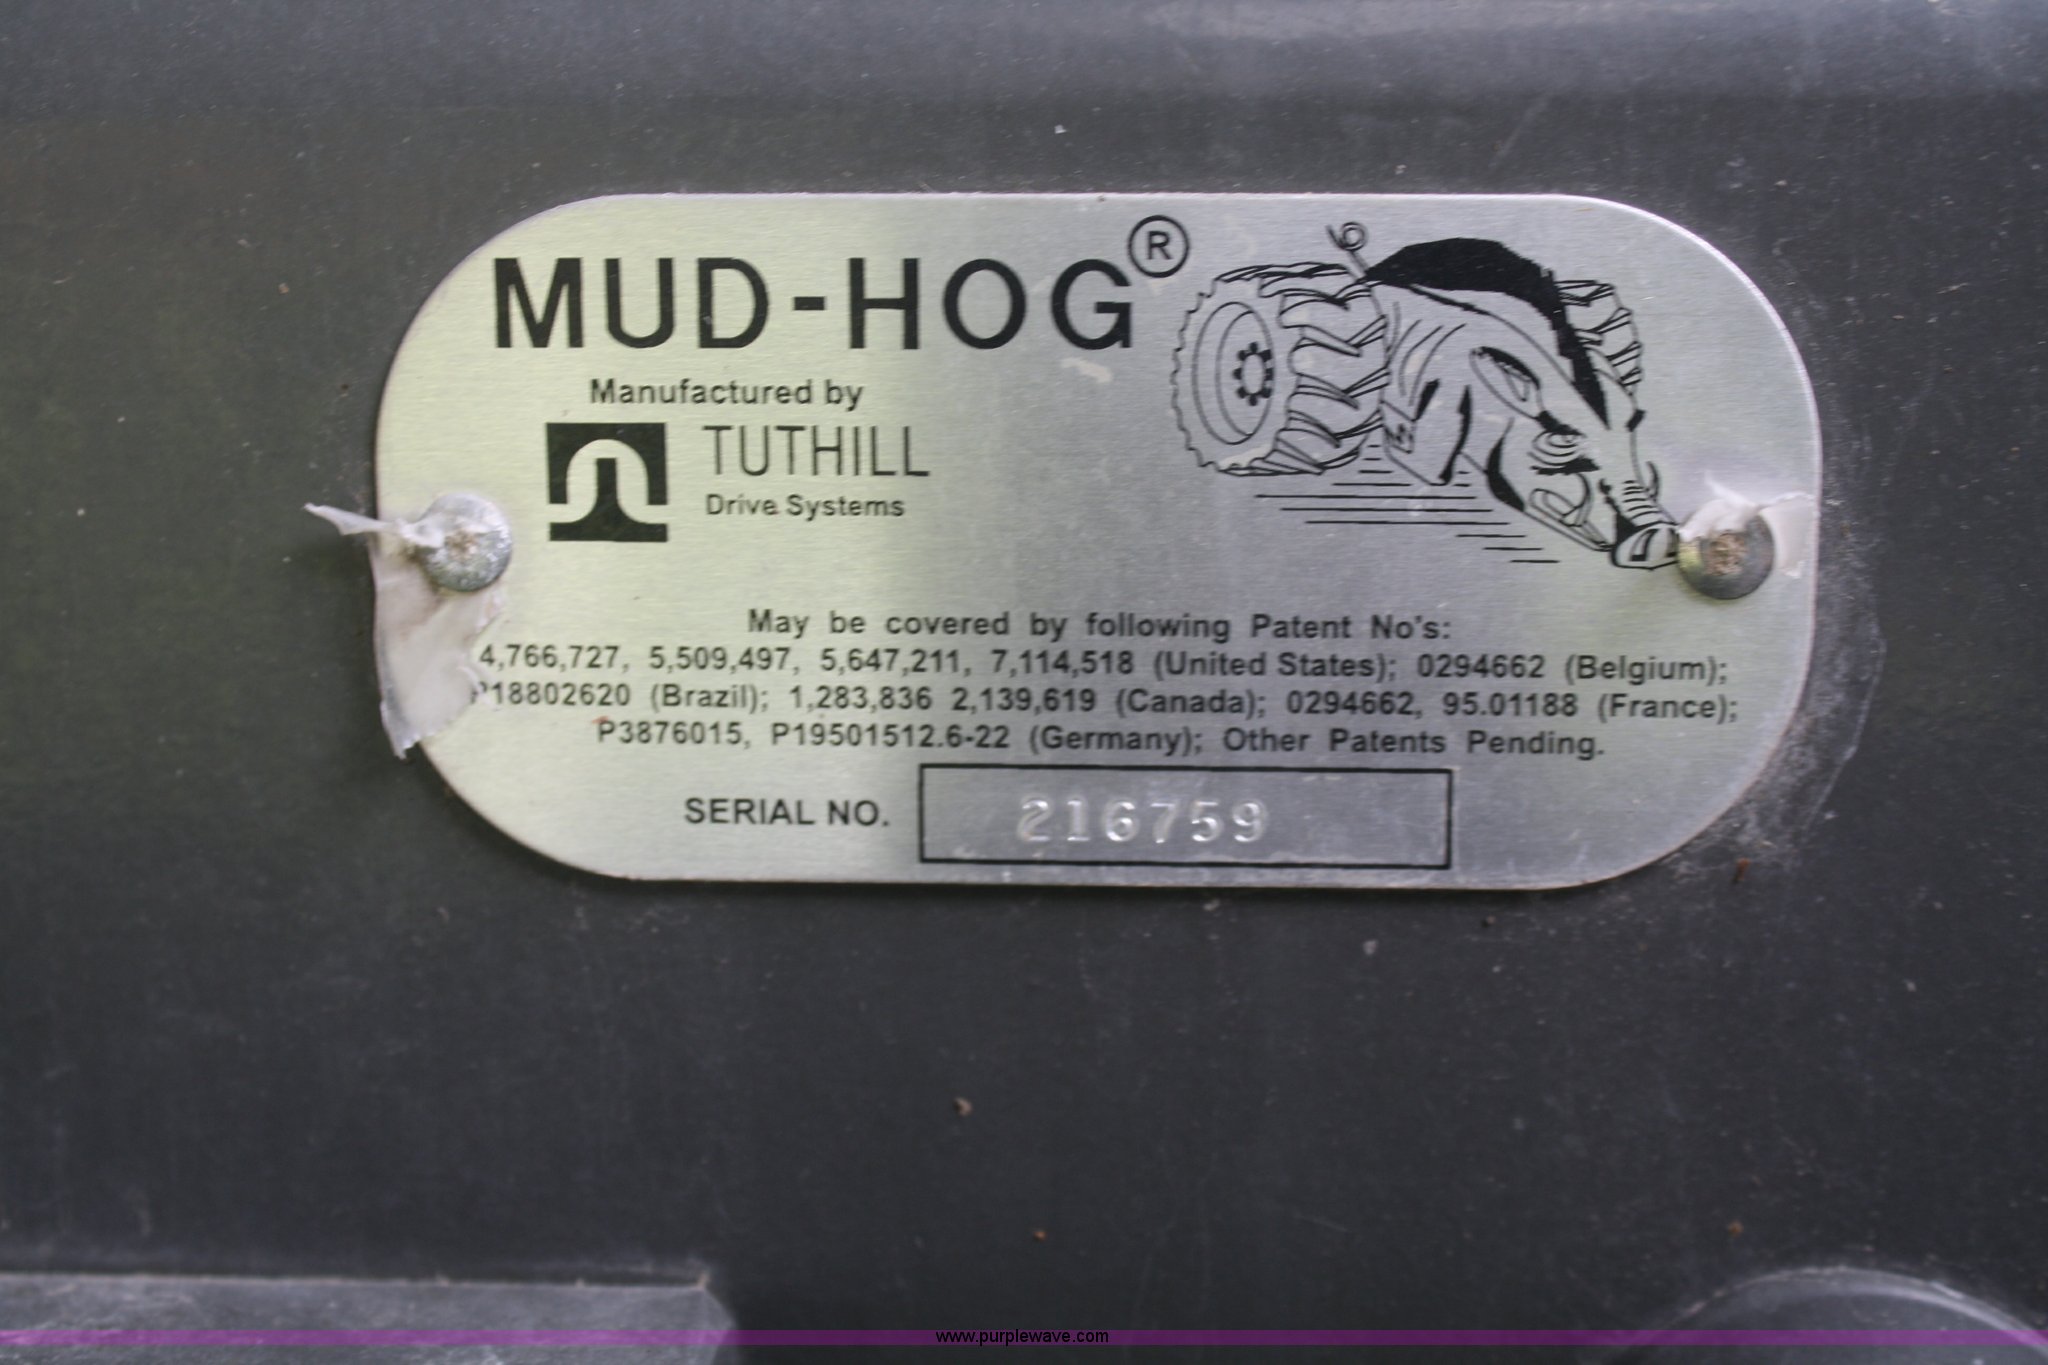 MUD-HOG®
Manufactured by
TUTHILL
Drive Systems
May be covered by following Patent No's:
4,766,727, 5,509,497, 5,647,211, 7,114,518 (United States); 0294662 (Belgium);
P18802620 (Brazil); 1,283,836 2,139,619 (Canada); 0294662, 95.01188 (France);
P3876015, P19501512.6-22 (Germany); Other Patents Pending.
SERIAL NO. 216759
www.purplewave.com